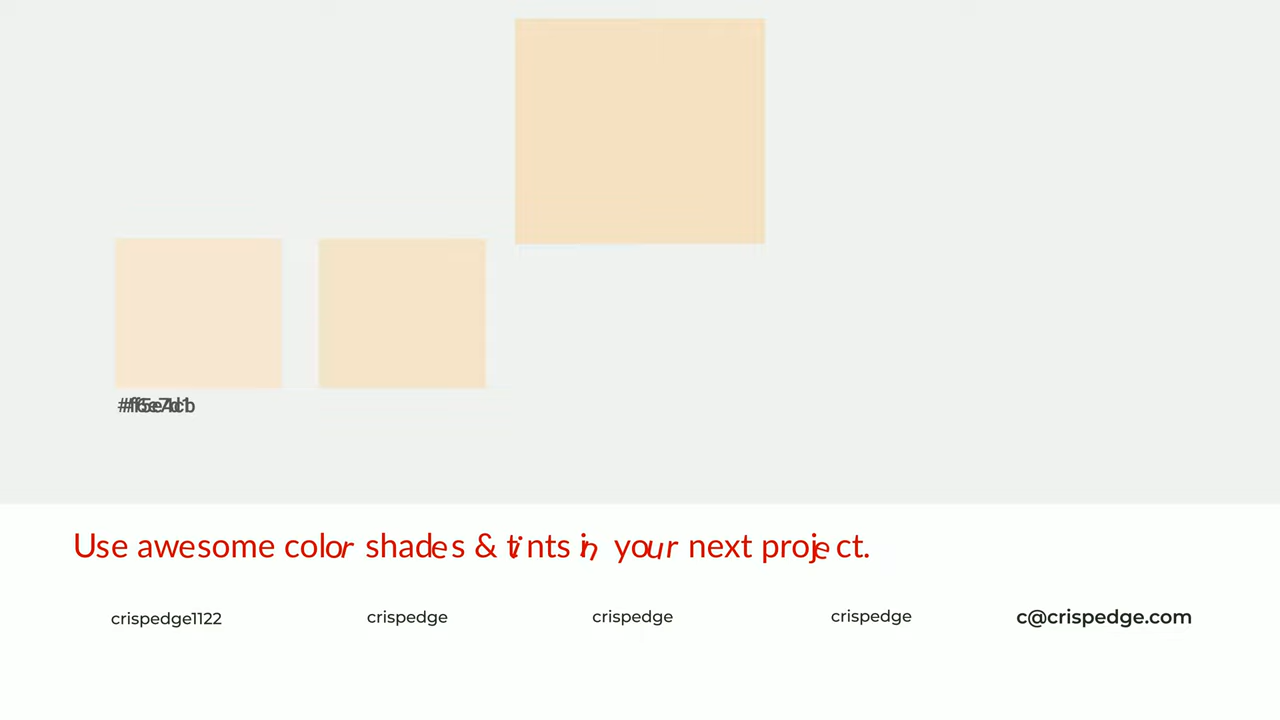 Use awesome color shades & tints in your next project.
crispedge1122 crispedge crispedge crispedge c@crispedge.com